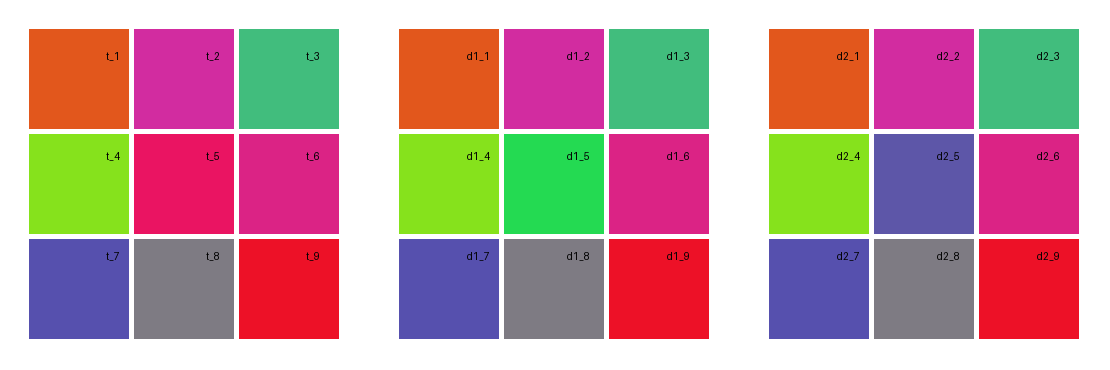 t_1 t_2 t_3 d1_1 d1_2 d1_3 d2_1 d2_2 d2_3
t_4 t_5 t_6 d1_4 d1_5 d1_6 d2_4 d2_5 d2_6
t_7 t_8 t_9 d1_7 d1_8 d1_9 d2_7 d2_8 d2_9